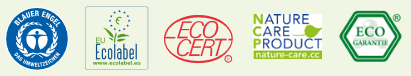 BLAUER ENGEL
DAS UMWELTZEICHEN
EU
Ecolabel
www.ecolabel.eu
ECO
CERT
©
NATURE
CARE
PRODUCT
nature-care.cc
®
ECO
GARANTIE